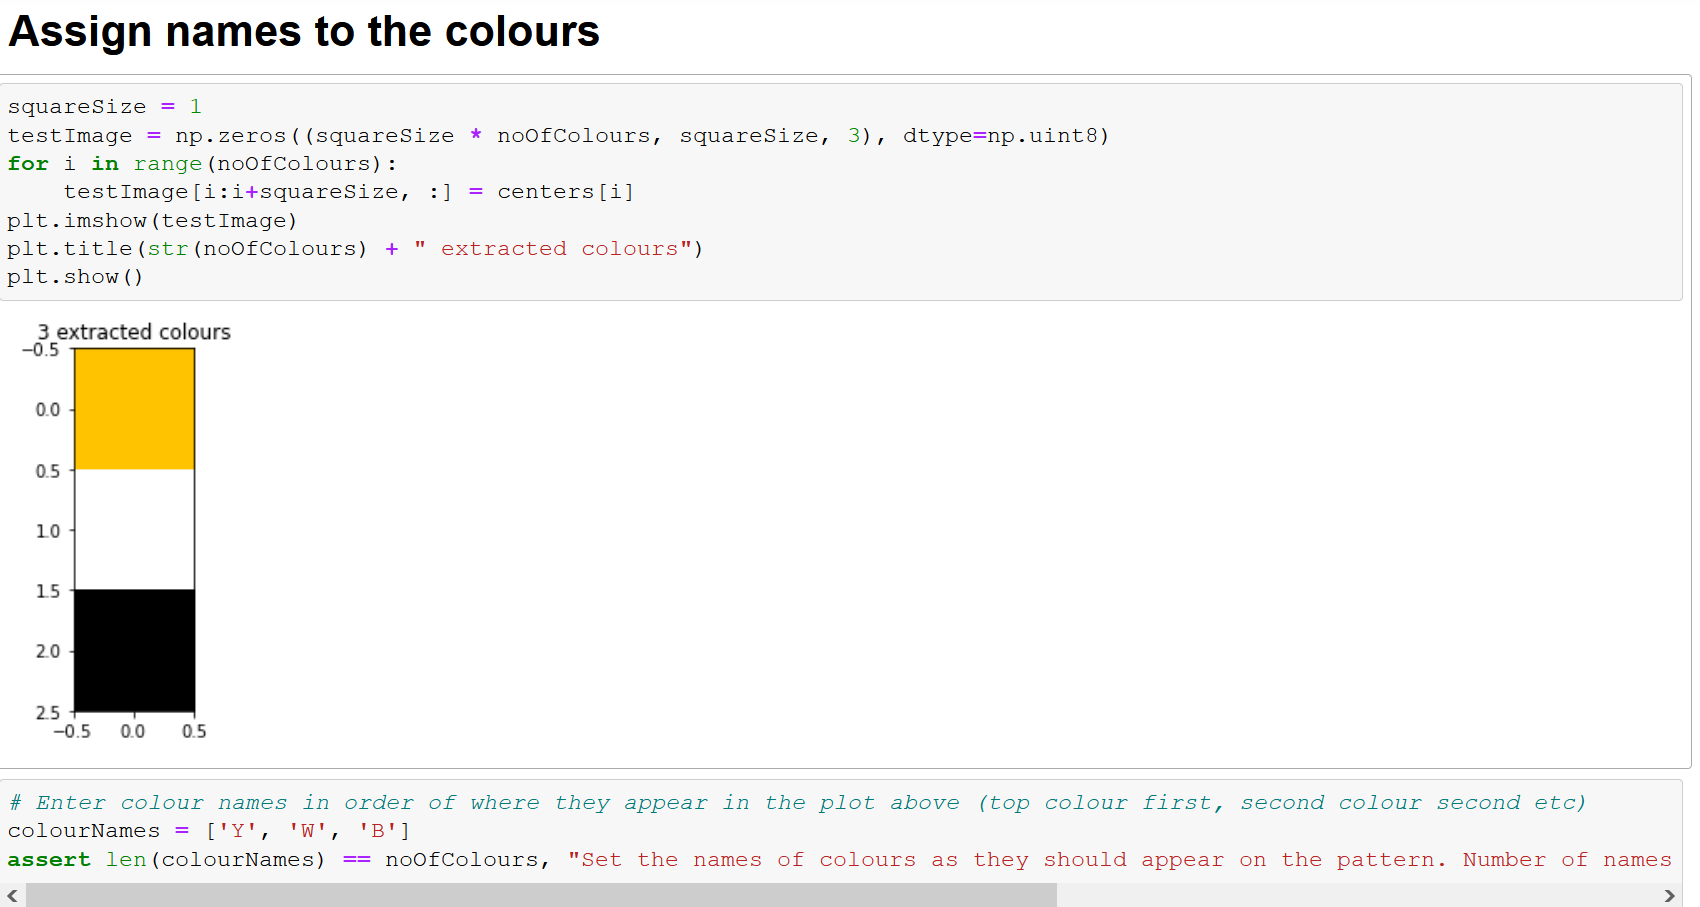 Assign names to the colours
squareSize = 1
testImage = np.zeros((squareSize * noOfColours, squareSize, 3), dtype=np.uint8)
for i in range(noOfColours):
    testImage[i:i+squareSize, :] = centers[i]
plt.imshow(testImage)
plt.title(str(noOfColours) + " extracted colours")
plt.show()
3 extracted colours
−0.5
0.0
0.5
1.0
1.5
2.0
2.5
−0.5 0.0 0.5
# Enter colour names in order of where they appear in the plot above (top colour first, second colour second etc)
colourNames = ['Y', 'W', 'B']
assert len(colourNames) == noOfColours, "Set the names of colours as they should appear on the pattern. Number of names